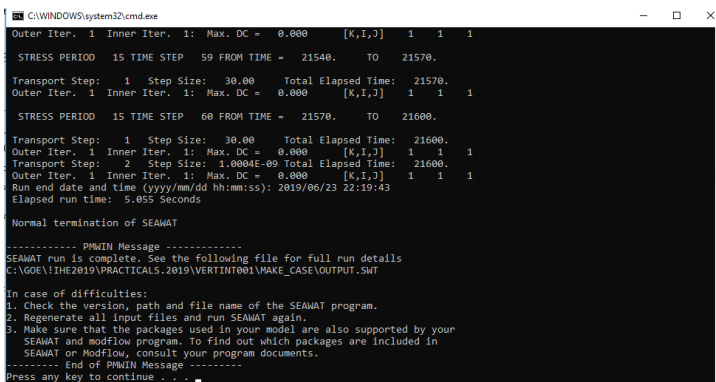 C:\WINDOWS\system32\cmd.exe
Outer Iter.  1  Inner Iter.  1:  Max. DC =   0.000      [K,I,J]    1    1    1
STRESS PERIOD   15 TIME STEP   59 FROM TIME =   21540.     TO    21570.
Transport Step:    1   Step Size:   30.00     Total Elapsed Time:   21570.
Outer Iter.  1  Inner Iter.  1:  Max. DC =   0.000      [K,I,J]    1    1    1
STRESS PERIOD   15 TIME STEP   60 FROM TIME =   21570.     TO    21600.
Transport Step:    1   Step Size:   30.00     Total Elapsed Time:   21600.
Outer Iter.  1  Inner Iter.  1:  Max. DC =   0.000      [K,I,J]    1    1    1
Transport Step:    2   Step Size:  1.0004E-09 Total Elapsed Time:   21600.
Outer Iter.  1  Inner Iter.  1:  Max. DC =   0.000      [K,I,J]    1    1    1
Run end date and time (yyyy/mm/dd hh:mm:ss): 2019/06/23 22:19:43
Elapsed run time:  5.055 Seconds
Normal termination of SEAWAT
------------ PMWIN Message -------------
SEAWAT run is complete. See the following file for full run details
C:\GOE\!IHE2019\PRACTICALS.2019\VERTINT001\MAKE_CASE\OUTPUT.SWT
In case of difficulties:
1. Check the version, path and file name of the SEAWAT program.
2. Regenerate all input files and run SEAWAT again.
3. Make sure that the packages used in your model are also supported by your
SEAWAT and modflow program. To find out which packages are included in
SEAWAT or Modflow, consult your program documents.
--------- End of PMWIN Message ---------
Press any key to continue . . .